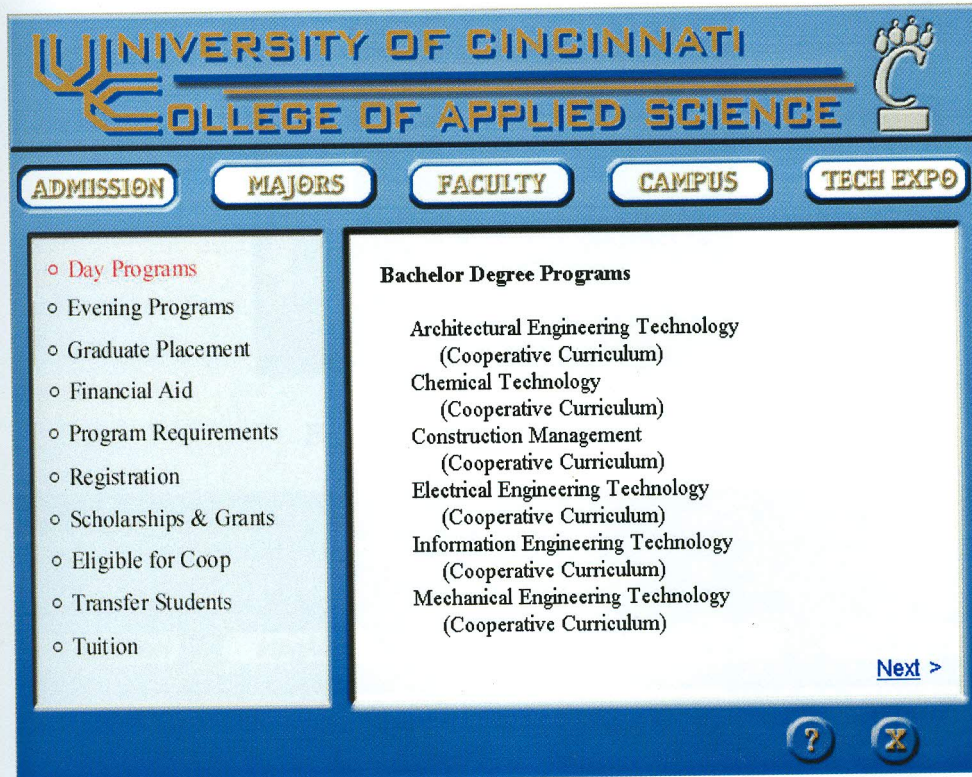 UNIVERSITY OF CINCINNATI
COLLEGE OF APPLIED SCIENCE
C
ADMISSION
MAJORS
FACULTY
CAMPUS
TECH EXPO
Day Programs
Evening Programs
Graduate Placement
Financial Aid
Program Requirements
Registration
Scholarships & Grants
Eligible for Coop
Transfer Students
Tuition
Bachelor Degree Programs
Architectural Engineering Technology
(Cooperative Curriculum)
Chemical Technology
(Cooperative Curriculum)
Construction Management
(Cooperative Curriculum)
Electrical Engineering Technology
(Cooperative Curriculum)
Information Engineering Technology
(Cooperative Curriculum)
Mechanical Engineering Technology
(Cooperative Curriculum)
Next >
? X